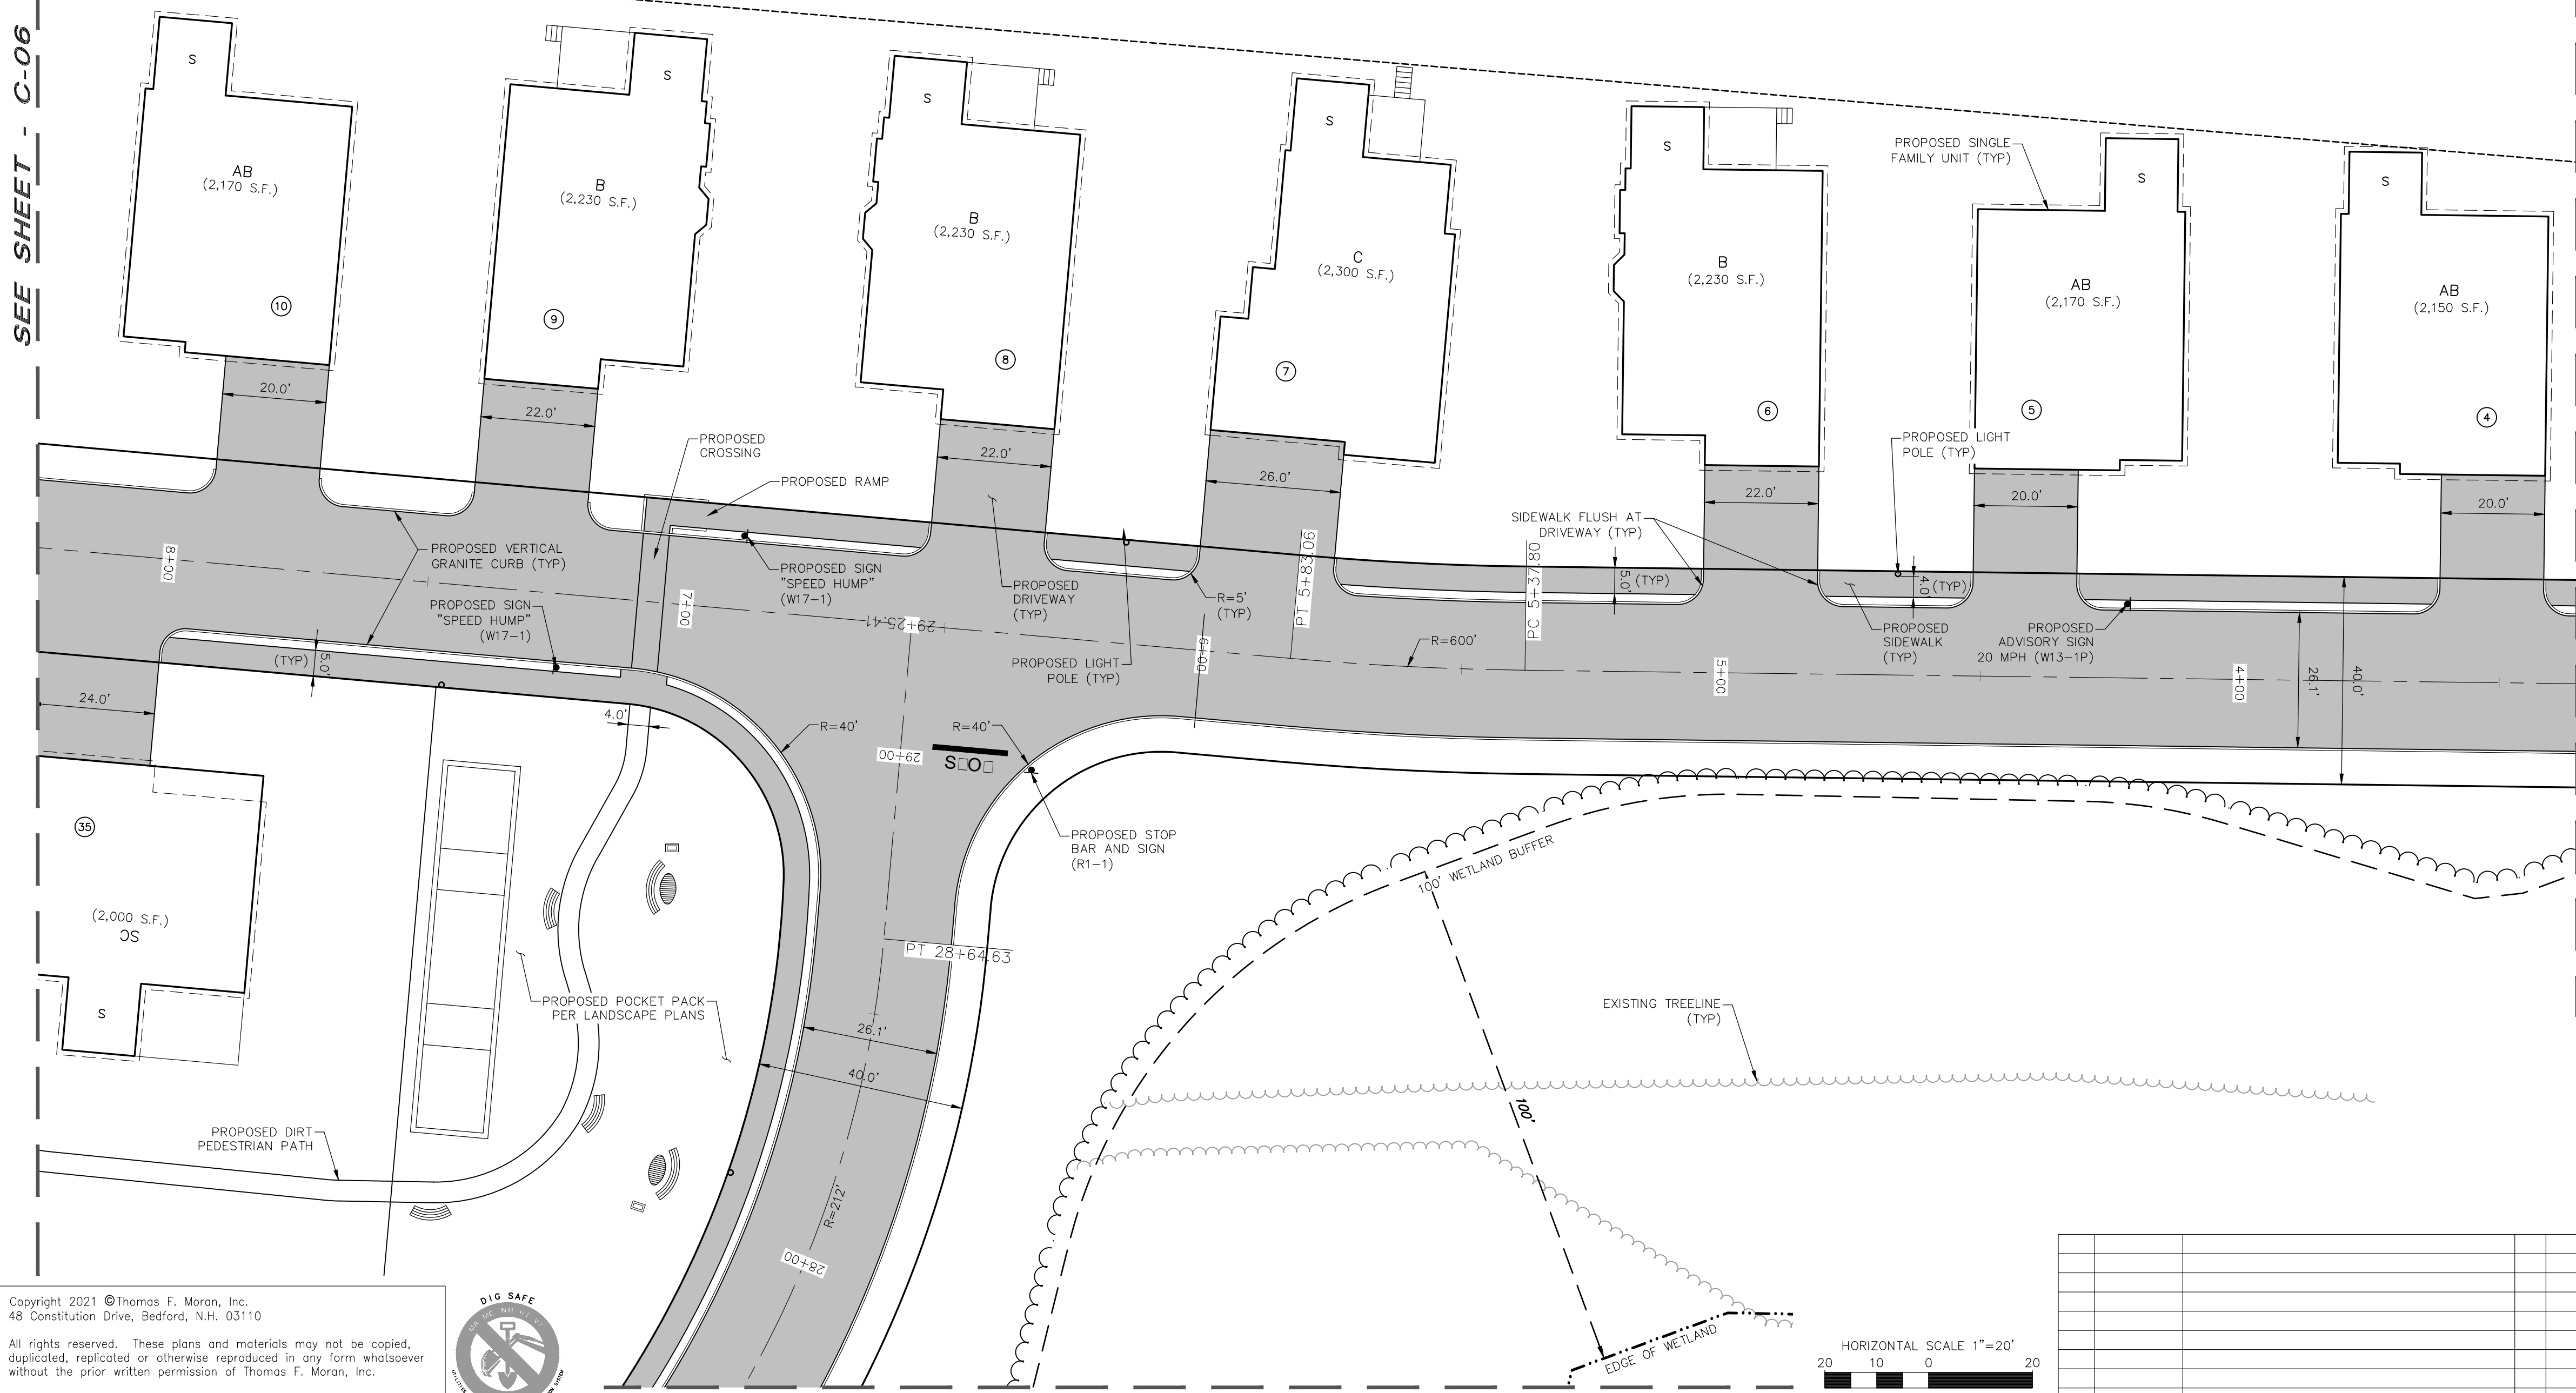 SEE SHEET - C-06
S
AB
(2,170 S.F.)
10
20.0'
S
B
(2,230 S.F.)
9
22.0'
S
B
(2,230 S.F.)
8
22.0'
S
C
(2,300 S.F.)
7
26.0'
S
B
(2,230 S.F.)
6
22.0'
PROPOSED SINGLE
FAMILY UNIT (TYP)
S
AB
(2,170 S.F.)
5
20.0'
S
AB
(2,150 S.F.)
4
20.0'
PROPOSED
CROSSING
PROPOSED RAMP
PROPOSED LIGHT
POLE (TYP)
SIDEWALK FLUSH AT
DRIVEWAY (TYP)
8+00
PROPOSED VERTICAL
GRANITE CURB (TYP)
PROPOSED SIGN
"SPEED HUMP"
(W17-1)
7+00
PROPOSED SIGN
"SPEED HUMP"
(W17-1)
29+25.41
PROPOSED
DRIVEWAY
(TYP)
R=5'
(TYP)
PROPOSED LIGHT
POLE (TYP)
6+00
PT 5+83.06
R=600'
PC 5+37.80
5.0'
(TYP)
4.0'
(TYP)
PROPOSED
SIDEWALK
(TYP)
PROPOSED
ADVISORY SIGN
20 MPH (W13-1P)
5+00
4+00
26.1'
40.0'
(TYP)
5.0'
24.0'
4.0'
R=40'
29+00
R=40'
S□O□
PROPOSED STOP
BAR AND SIGN
(R1-1)
35
(2,000 S.F.)
SC
S
PT 28+64.63
100' WETLAND BUFFER
PROPOSED POCKET PACK
PER LANDSCAPE PLANS
26.1'
40.0'
EXISTING TREELINE
(TYP)
100'
PROPOSED DIRT
PEDESTRIAN PATH
R=212'
28+00
EDGE OF WETLAND
HORIZONTAL SCALE 1"=20'
20 10 0 20
Copyright 2021 ©Thomas F. Moran, Inc.
48 Constitution Drive, Bedford, N.H. 03110
All rights reserved. These plans and materials may not be copied,
duplicated, replicated or otherwise reproduced in any form whatsoever
without the prior written permission of Thomas F. Moran, Inc.
DIG SAFE